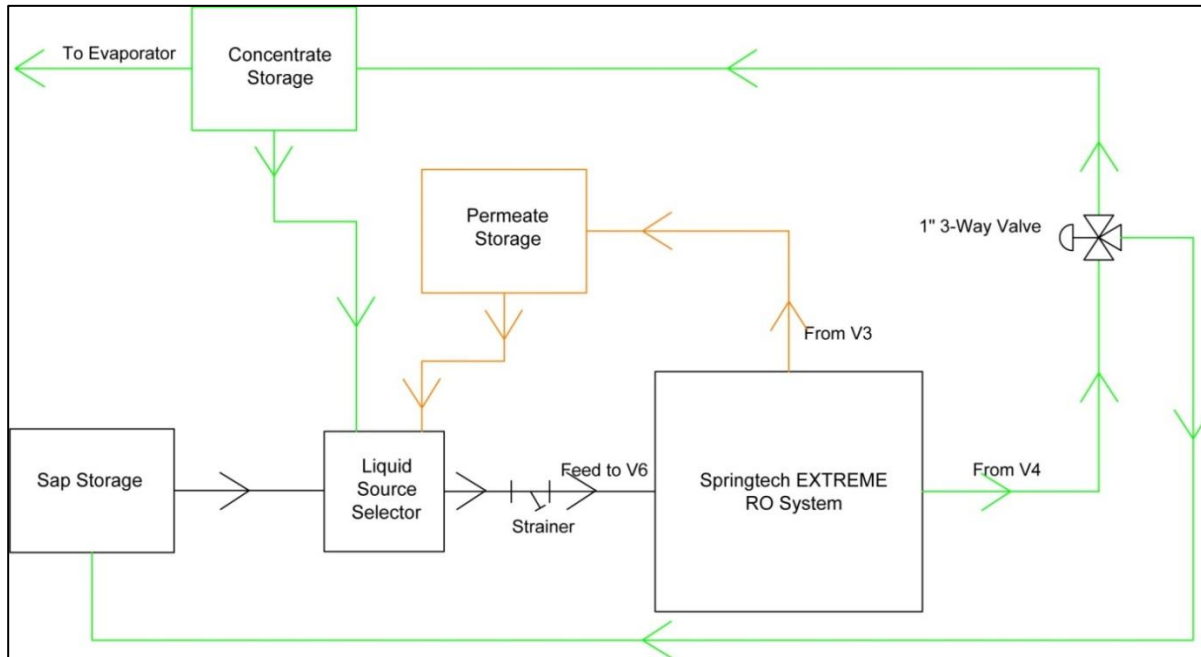 To Evaporator
Concentrate
Storage
Permeate
Storage
1" 3-Way Valve
From V3
Sap Storage
Liquid
Source
Selector
Feed to V6
Strainer
Springtech EXTREME
RO System
From V4